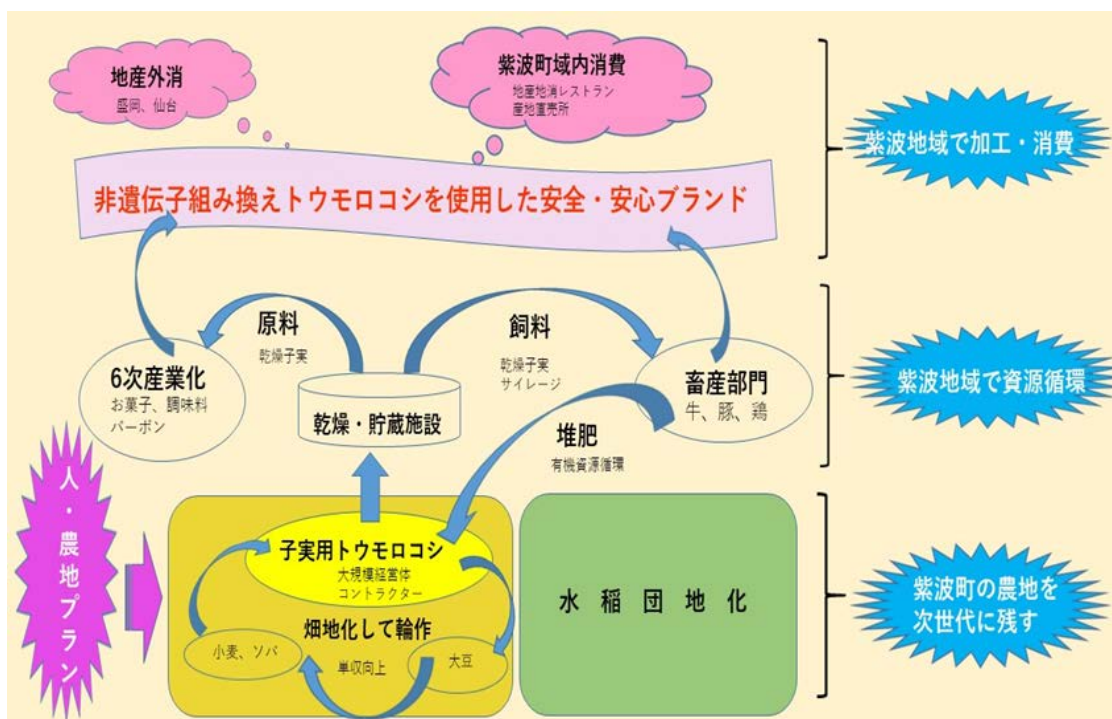 地産外消
盛岡、仙台
紫波町域内消費
地産地消レストラン
産地直売所
紫波地域で加工・消費
非遺伝子組み換えトウモロコシを使用した安全・安心ブランド
原料
乾燥子実
飼料
乾燥子実
サイレージ
6次産業化
お菓子、調味料
バーボン
乾燥・貯蔵施設
畜産部門
牛、豚、鶏
紫波地域で資源循環
堆肥
有機資源循環
人・農地プラン
子実用トウモロコシ
大規模経営体
コントラクター
畑地化して輪作
小麦、ソバ
単収向上
大豆
水稲団地化
紫波町の農地を
次世代に残す